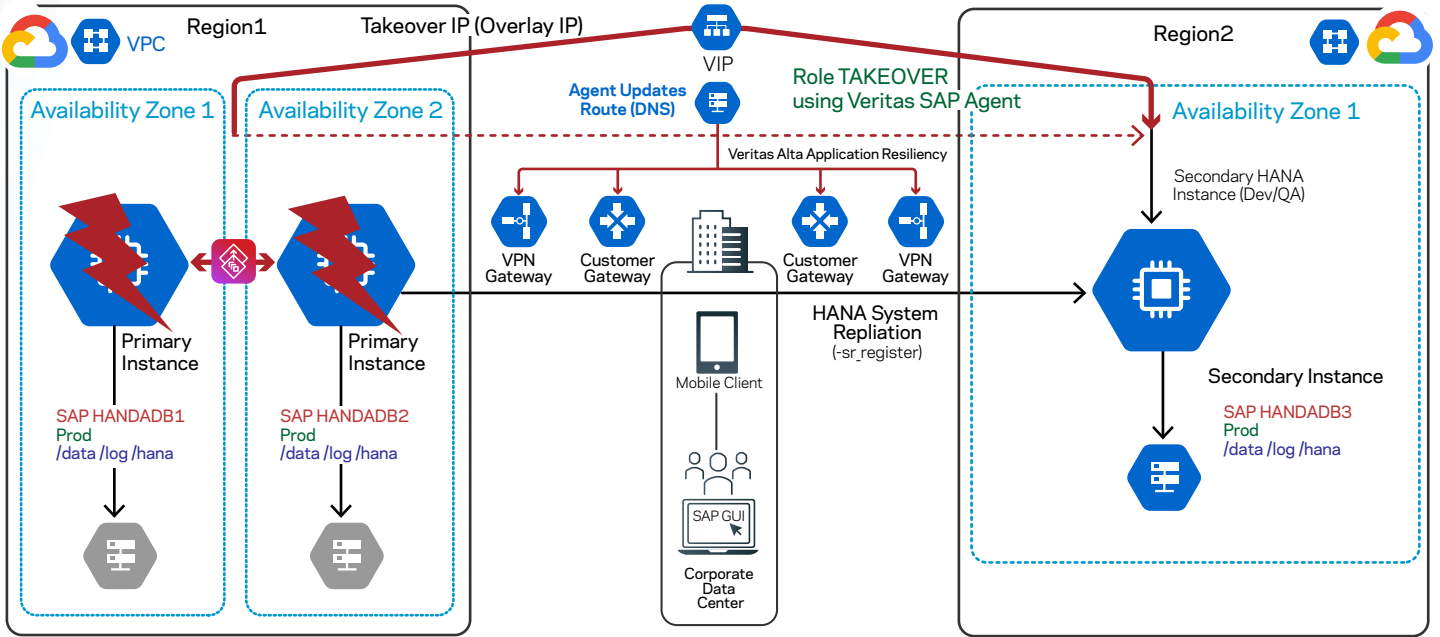 Region1
VPC
Takeover IP (Overlay IP)
VIP
Region2
Availability Zone 1
Availability Zone 2
Agent Updates
Route (DNS)
Role TAKEOVER
using Veritas SAP Agent
Availability Zone 1
Veritas Alta Application Resiliency
Secondary HANA
Instance (Dev/QA)
VPN
Gateway
Customer
Gateway
Customer
Gateway
VPN
Gateway
HANA System
Repliation
(-sr_register)
Primary
Instance
Primary
Instance
Mobile Client
Secondary Instance
SAP HANDADB1
Prod
/data /log /hana
SAP HANDADB2
Prod
/data /log /hana
SAP HANDADB3
Prod
/data /log /hana
SAP GUI
Corporate
Data
Center